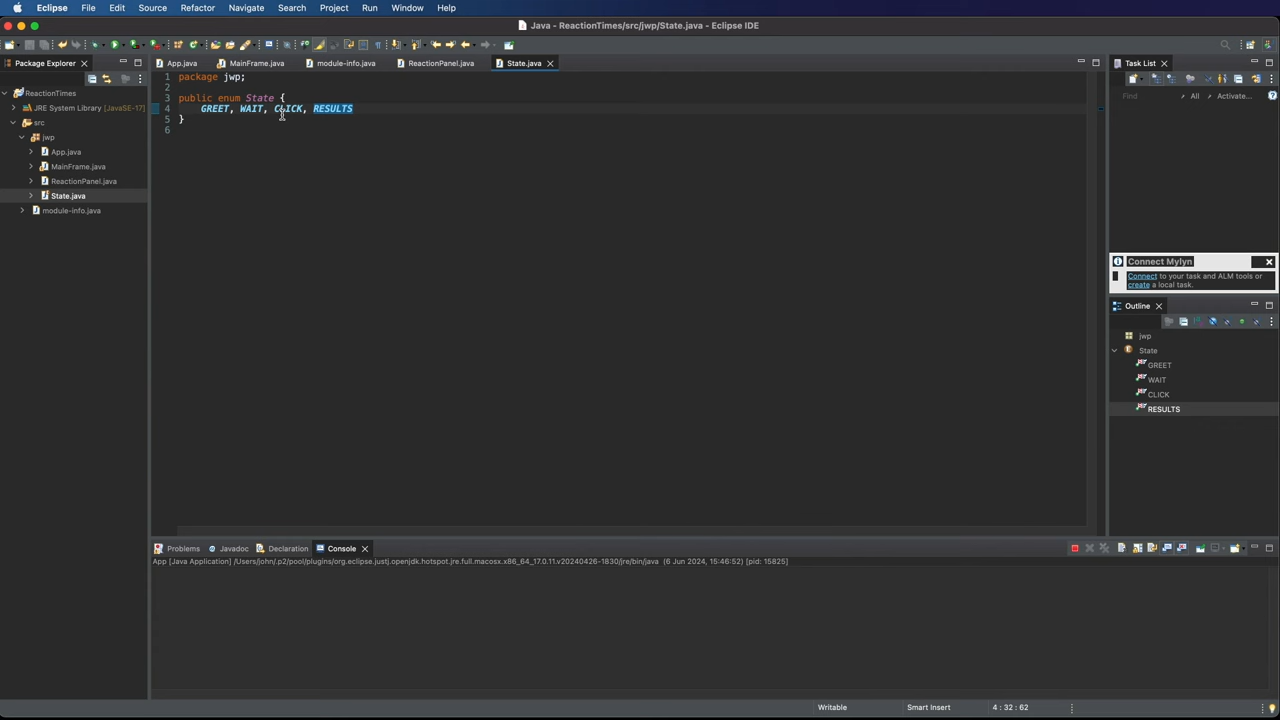 Eclipse File Edit Source Refactor Navigate Search Project Run Window Help
Java - ReactionTimes/src/jwp/State.java - Eclipse IDE
Package Explorer
App.java MainFrame.java module-info.java ReactionPanel.java State.java
Task List
ReactionTimes
JRE System Library [JavaSE-17]
src
jwp
App.java
MainFrame.java
ReactionPanel.java
State.java
module-info.java
1 package jwp;
2
3 public enum State {
4 GREET, WAIT, CLICK, RESULTS
5 }
6
Find All Activate...
Connect Mylyn
Connect to your task and ALM tools or
create a local task.
Outline
jwp
State
GREET
WAIT
CLICK
RESULTS
Problems Javadoc Declaration Console
App [Java Application] /Users/john/.p2/pool/plugins/org.eclipse.justj.openjdk.hotspot.jre.full.macosx.x86_64_17.0.11.v20240426-1830/jre/bin/java (6 Jun 2024, 15:46:52) [pid: 15825]
Writable Smart Insert 4 : 32 : 62